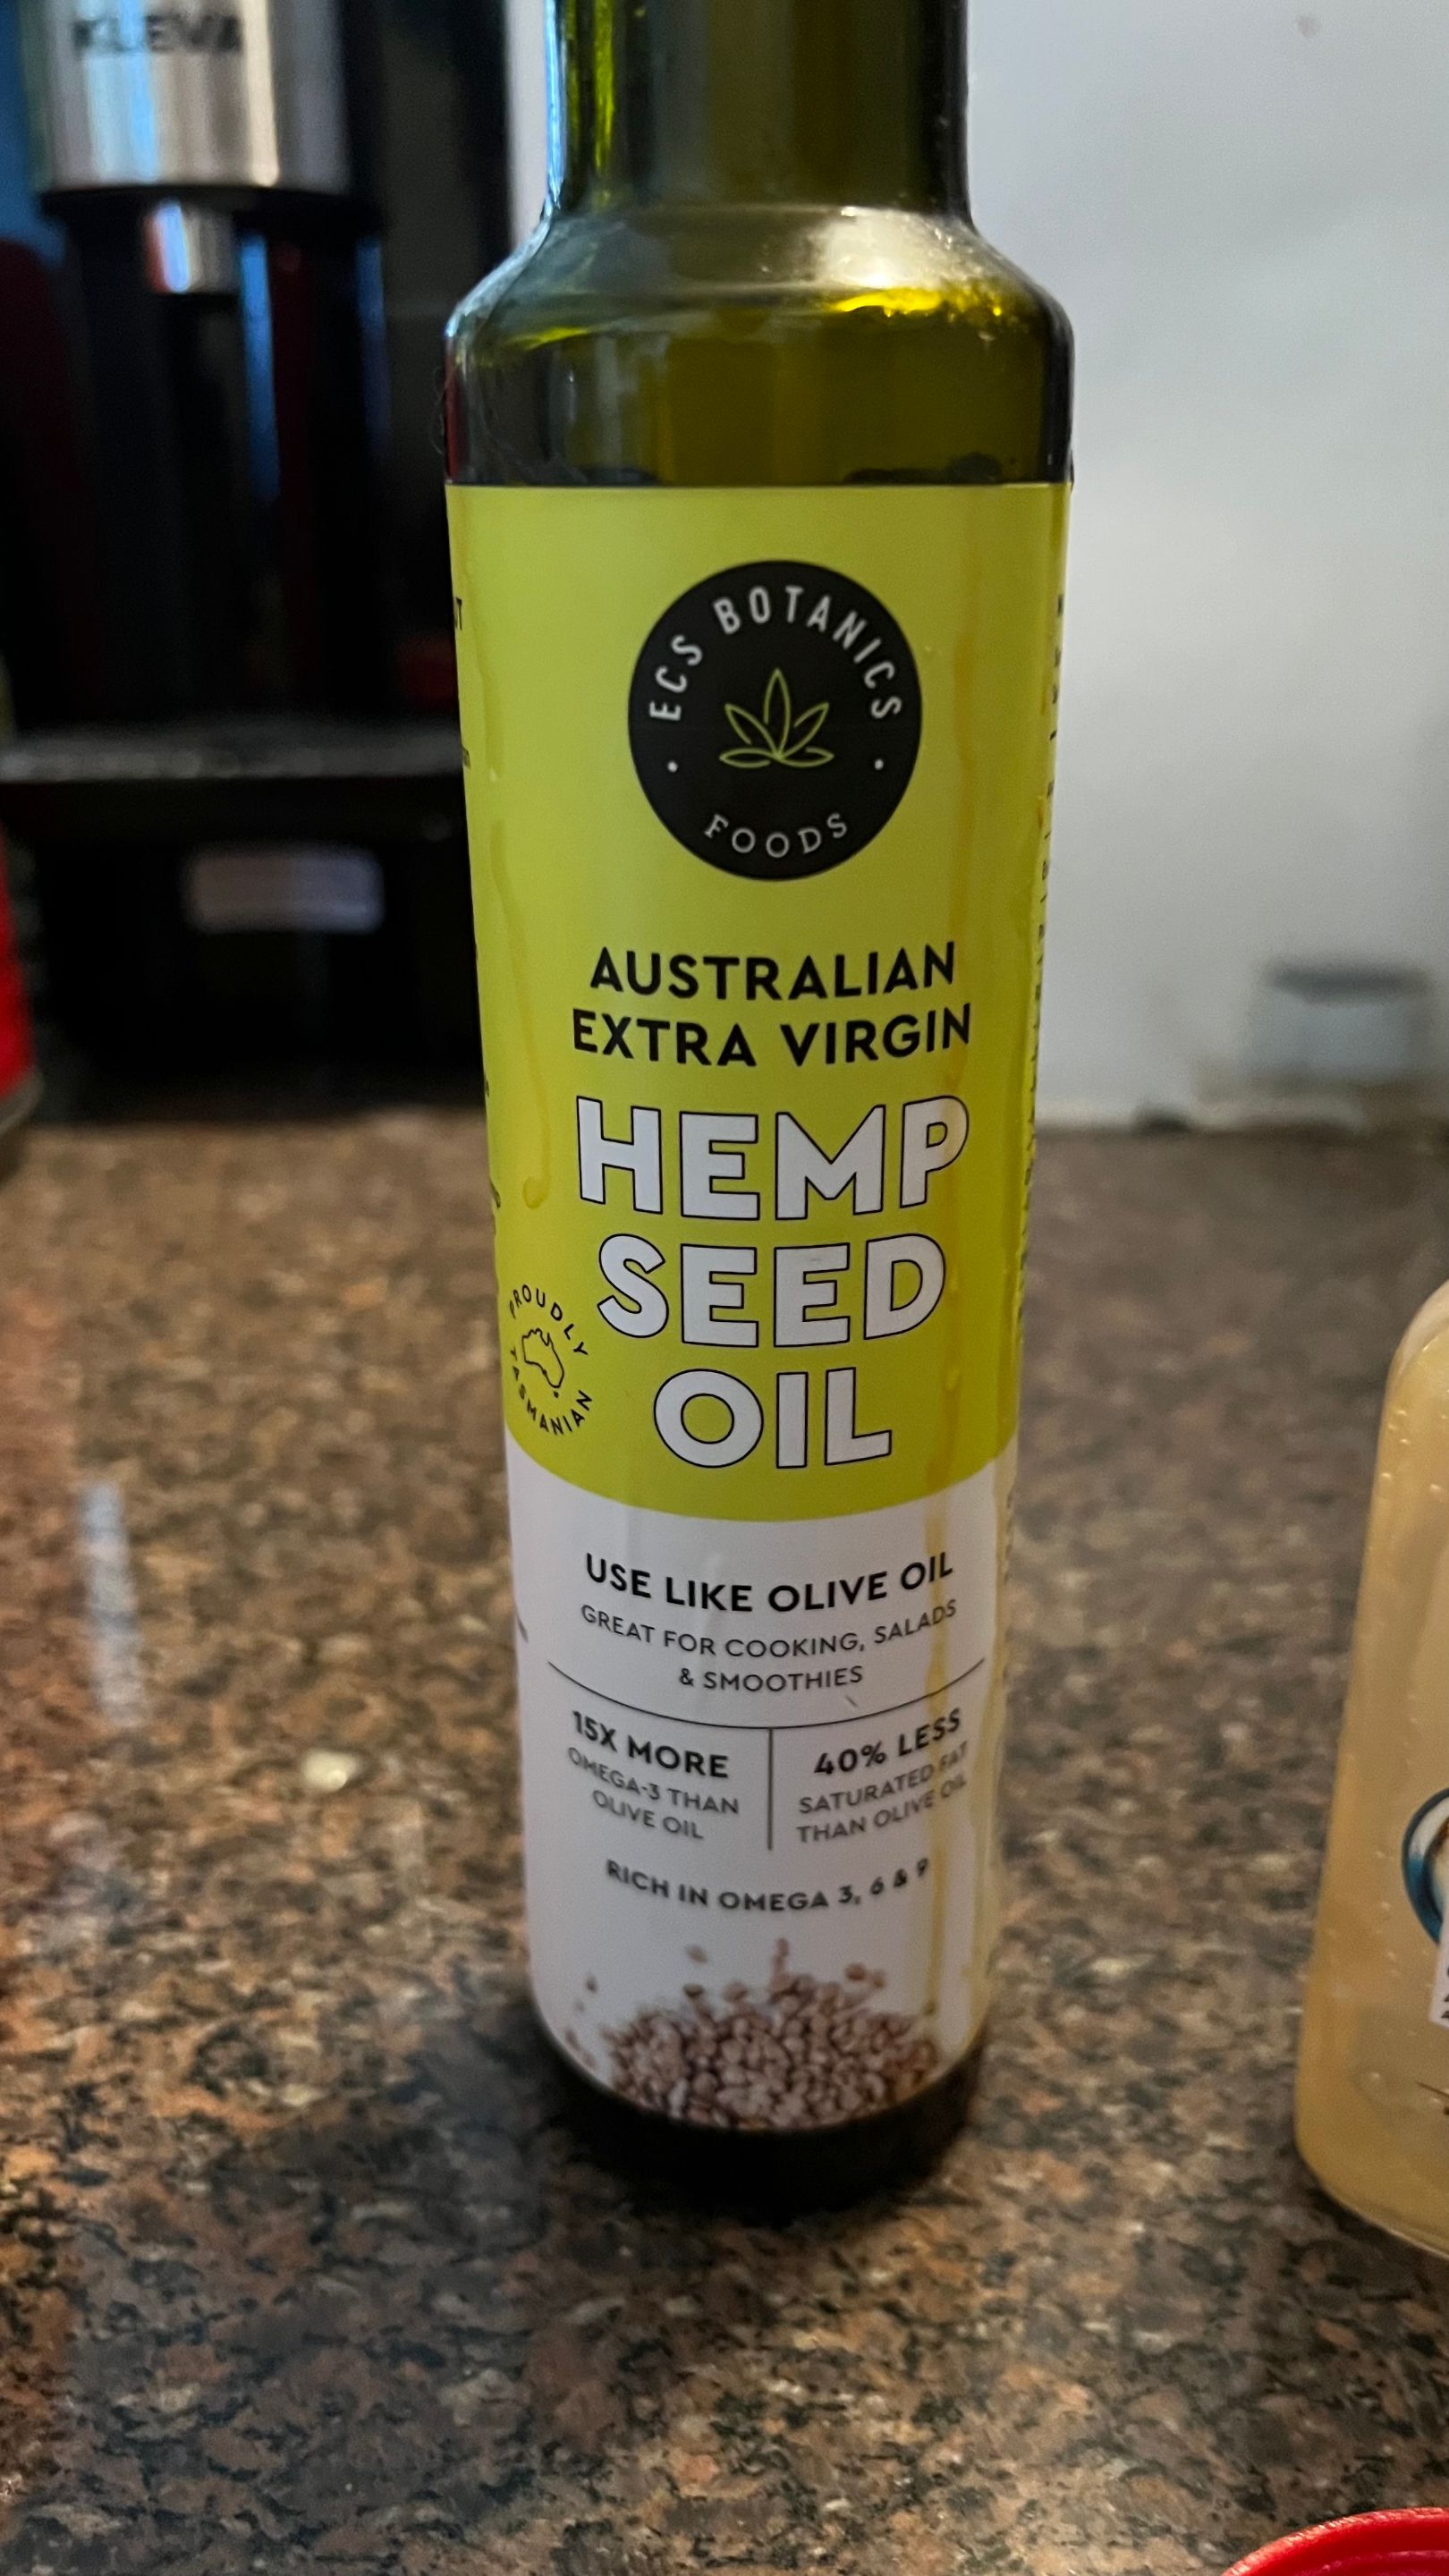 KLEVA
ECS BOTANICS
FOODS
AUSTRALIAN
EXTRA VIRGIN
HEMP
SEED
OIL
PROUDLY
TASMANIAN
USE LIKE OLIVE OIL
GREAT FOR COOKING, SALADS
& SMOOTHIES
15X MORE
OMEGA-3 THAN
OLIVE OIL
40% LESS
SATURATED FAT
THAN OLIVE OIL
RICH IN OMEGA 3, 6 & 9